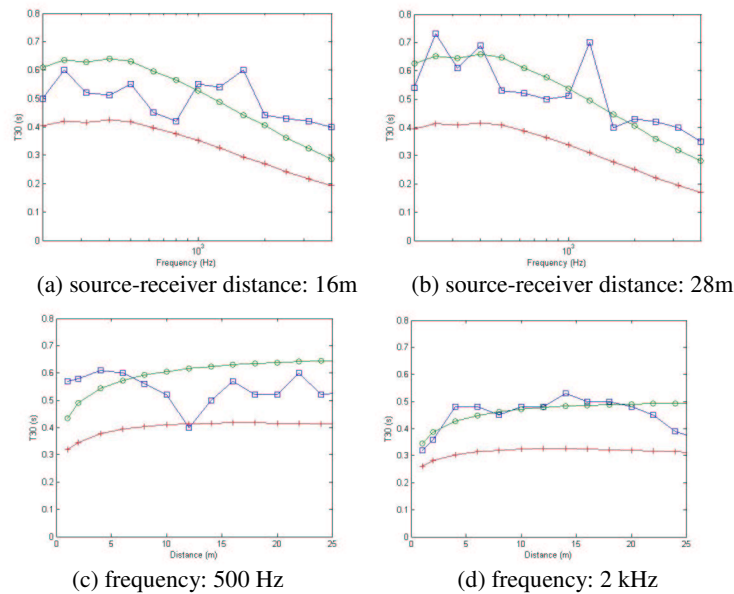 0.8
0.7
0.6
0.5
0.4
0.3
0.2
0.1
0
T30 (s)
10³
Frequency (Hz)
(a) source-receiver distance: 16m
0.8
0.7
0.6
0.5
0.4
0.3
0.2
0.1
0
T30 (s)
10³
Frequency (Hz)
(b) source-receiver distance: 28m
0.8
0.7
0.6
0.5
0.4
0.3
0.2
0.1
0
T30 (s)
0 5 10 15 20 25
Distance (m)
(c) frequency: 500 Hz
0.8
0.7
0.6
0.5
0.4
0.3
0.2
0.1
0
T30 (s)
0 5 10 15 20 25
Distance (m)
(d) frequency: 2 kHz